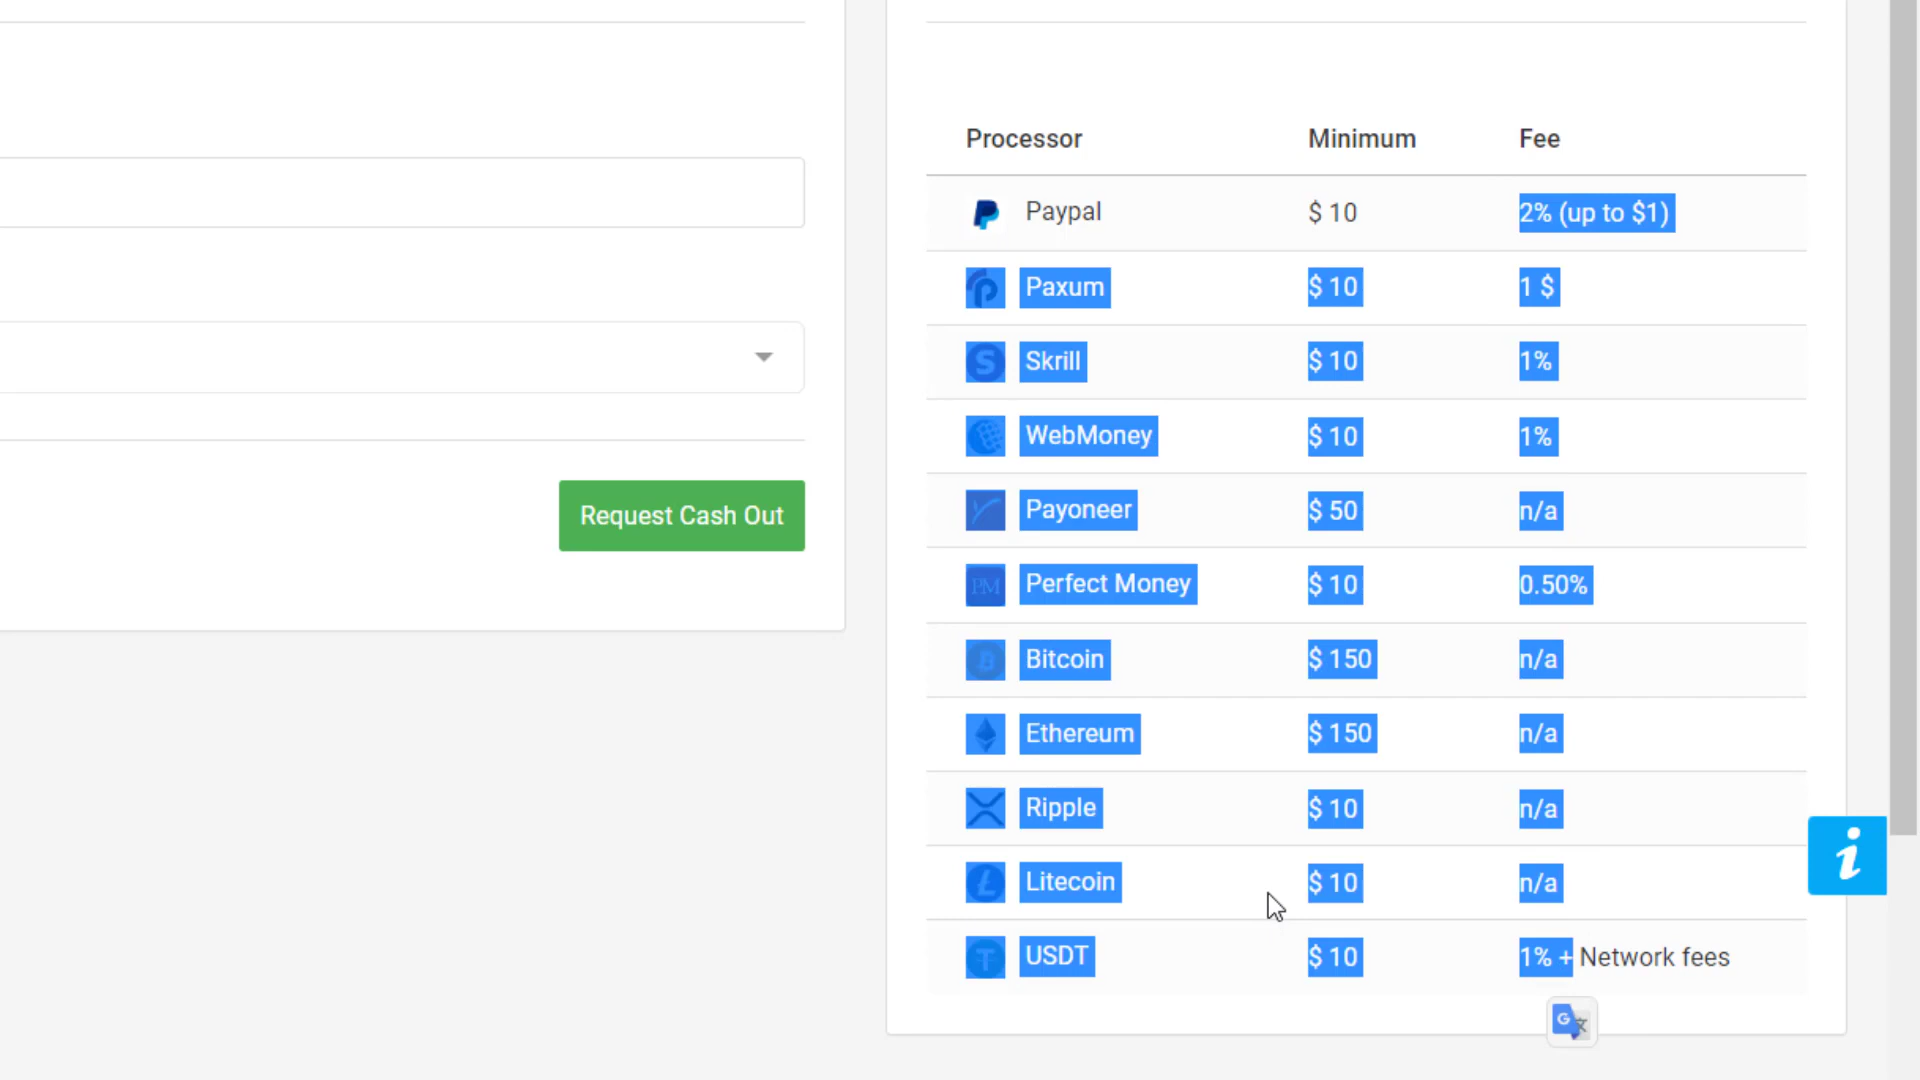 Processor Minimum Fee
Paypal $ 10 2% (up to $1)
Paxum $ 10 1 $
Skrill $ 10 1%
WebMoney $ 10 1%
Payoneer $ 50 n/a
PM Perfect Money $ 10 0.50%
Request Cash Out
Bitcoin $ 150 n/a
Ethereum $ 150 n/a
Ripple $ 10 n/a
Litecoin $ 10 n/a
USDT $ 10 1% + Network fees